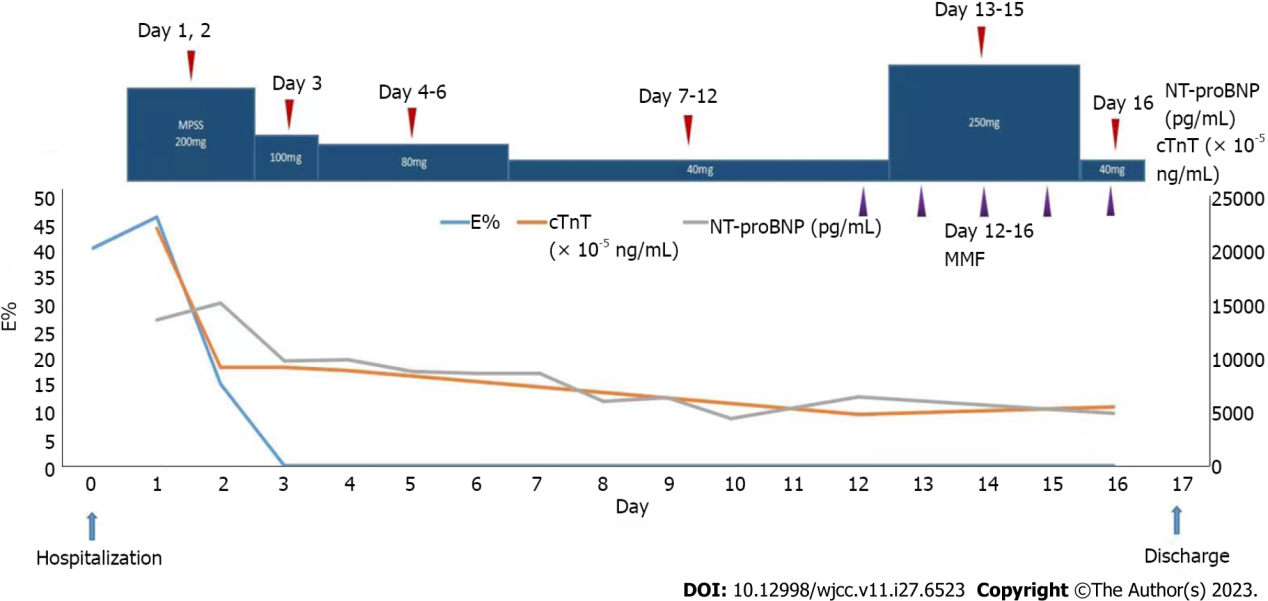 Day 13-15
Day 1, 2
Day 3
Day 4-6
Day 7-12
Day 16
NT-proBNP
(pg/mL)
cTnT (× 10⁻⁵
ng/mL)
MPSS
200mg
100mg
80mg
40mg
250mg
40mg
50
45
40
35
30
25
20
15
10
5
0
E%
E%
cTnT
(× 10⁻⁵ ng/mL)
NT-proBNP (pg/mL)
Day 12-16
MMF
25000
20000
15000
10000
5000
0
0 1 2 3 4 5 6 7 8 9 10 11 12 13 14 15 16 17
Day
Hospitalization
Discharge
DOI: 10.12998/wjcc.v11.i27.6523 Copyright ©The Author(s) 2023.